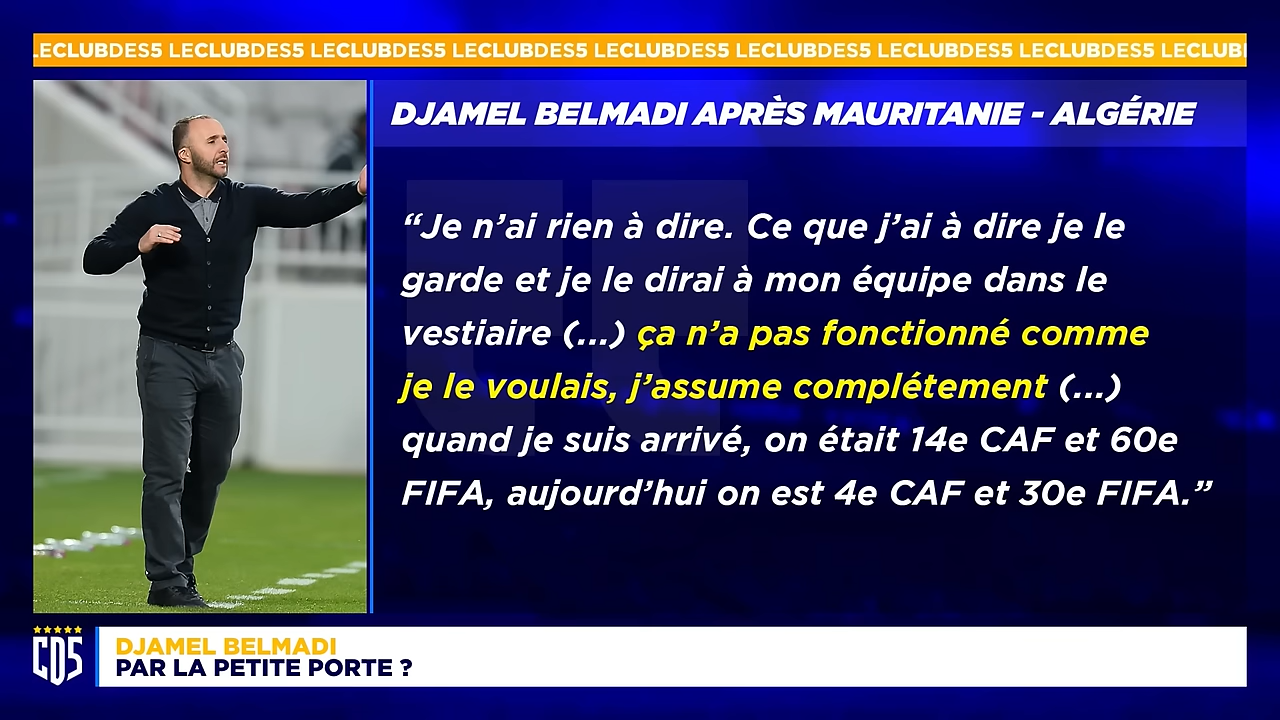 .ECLUBDES5 LECLUBDES5 LECLUBDES5 LECLUBDES5 LECLUBDES5 LECLUBDES5 LECLUBDES5 LECLUBDES5 LECLUBI
DJAMEL BELMADI APRÈS MAURITANIE - ALGÉRIE
“Je n’ai rien à dire. Ce que j’ai à dire je le
garde et je le dirai à mon équipe dans le
vestiaire (...) ça n’a pas fonctionné comme
je le voulais, j’assume complétement (...)
quand je suis arrivé, on était 14e CAF et 60e
FIFA, aujourd’hui on est 4e CAF et 30e FIFA.”
CD5
DJAMEL BELMADI
PAR LA PETITE PORTE ?